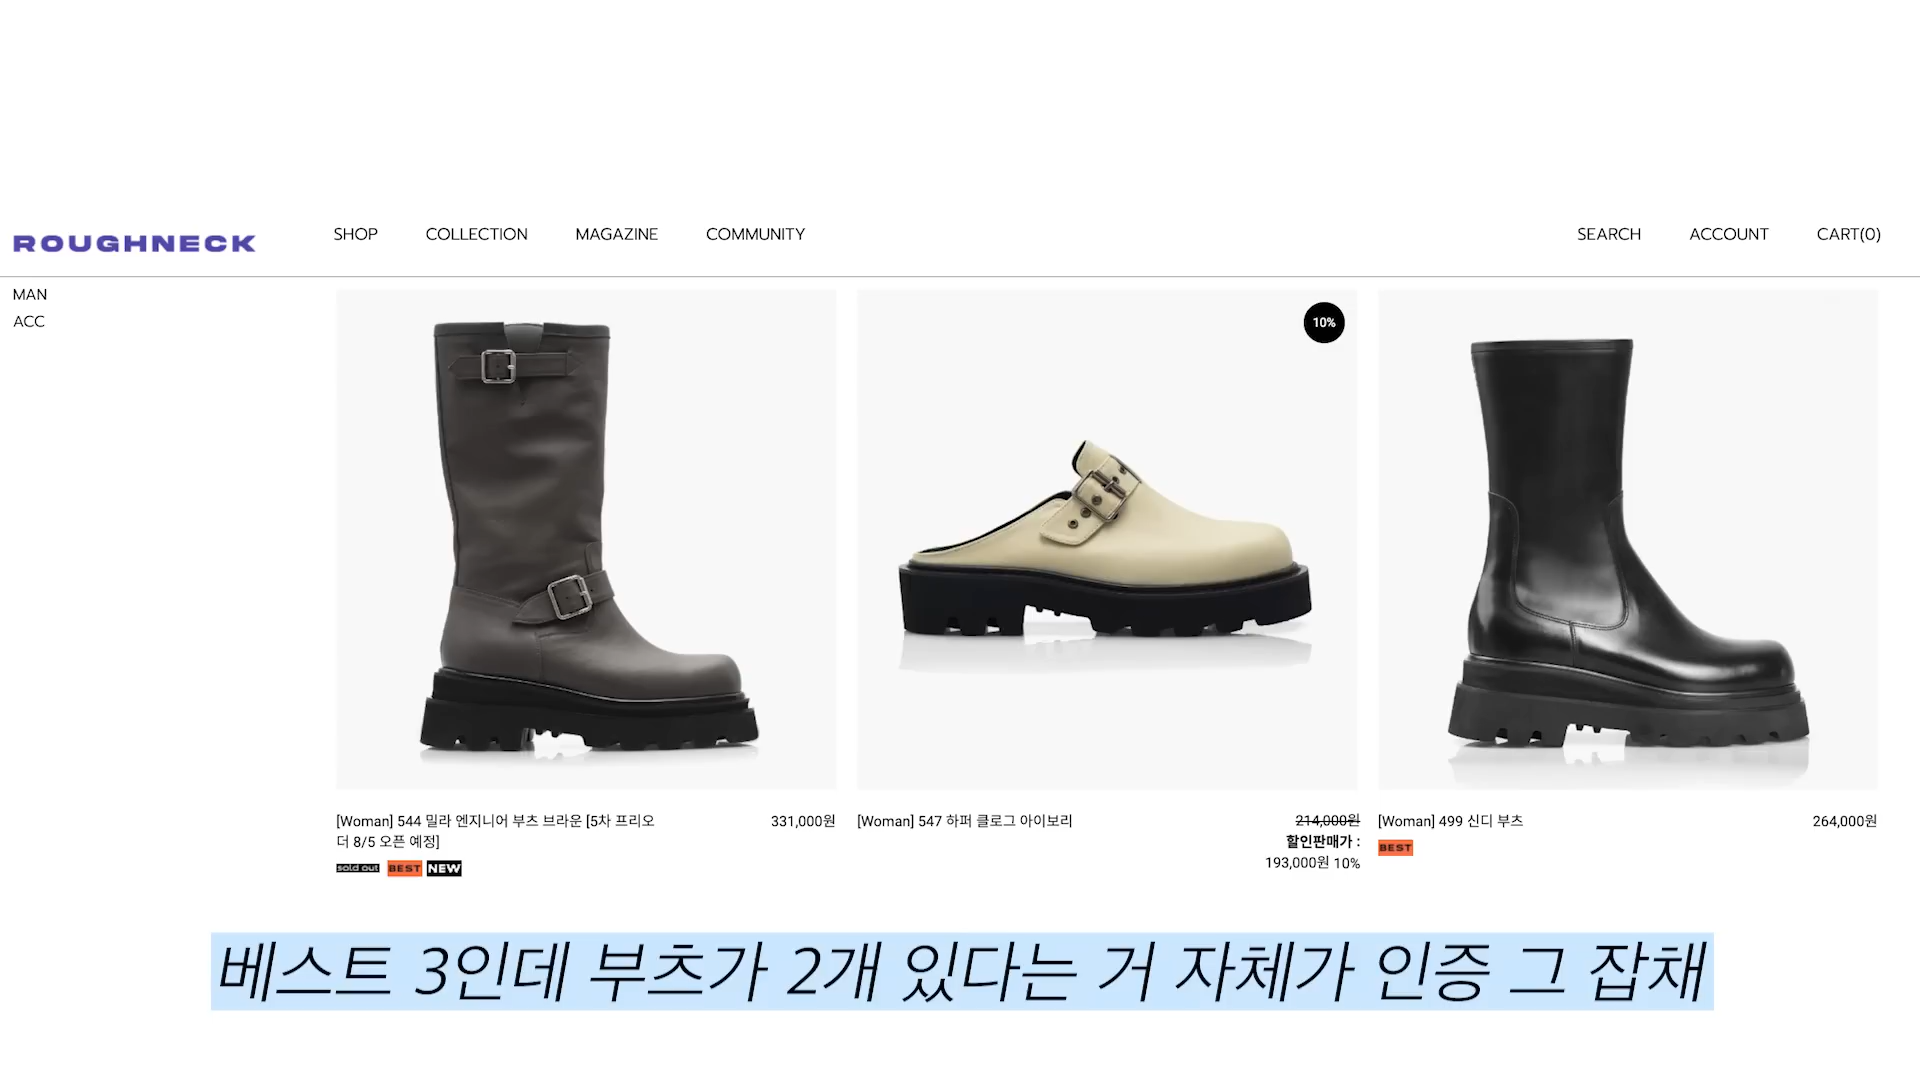 ROUGHNECK
SHOP COLLECTION MAGAZINE COMMUNITY
SEARCH ACCOUNT CART(0)
MAN
ACC
10%
[Woman] 544 밀라 엔지니어 부츠 브라운 [5차 프리오
더 8/5 오픈 예정]
331,000원
sold out BEST NEW
[Woman] 547 하퍼 클로그 아이보리
214,000원
할인판매가 :
193,000원 10%
[Woman] 499 신디 부츠
264,000원
BEST
베스트 3인데 부츠가 2개 있다는 거 자체가 인증 그 잡채